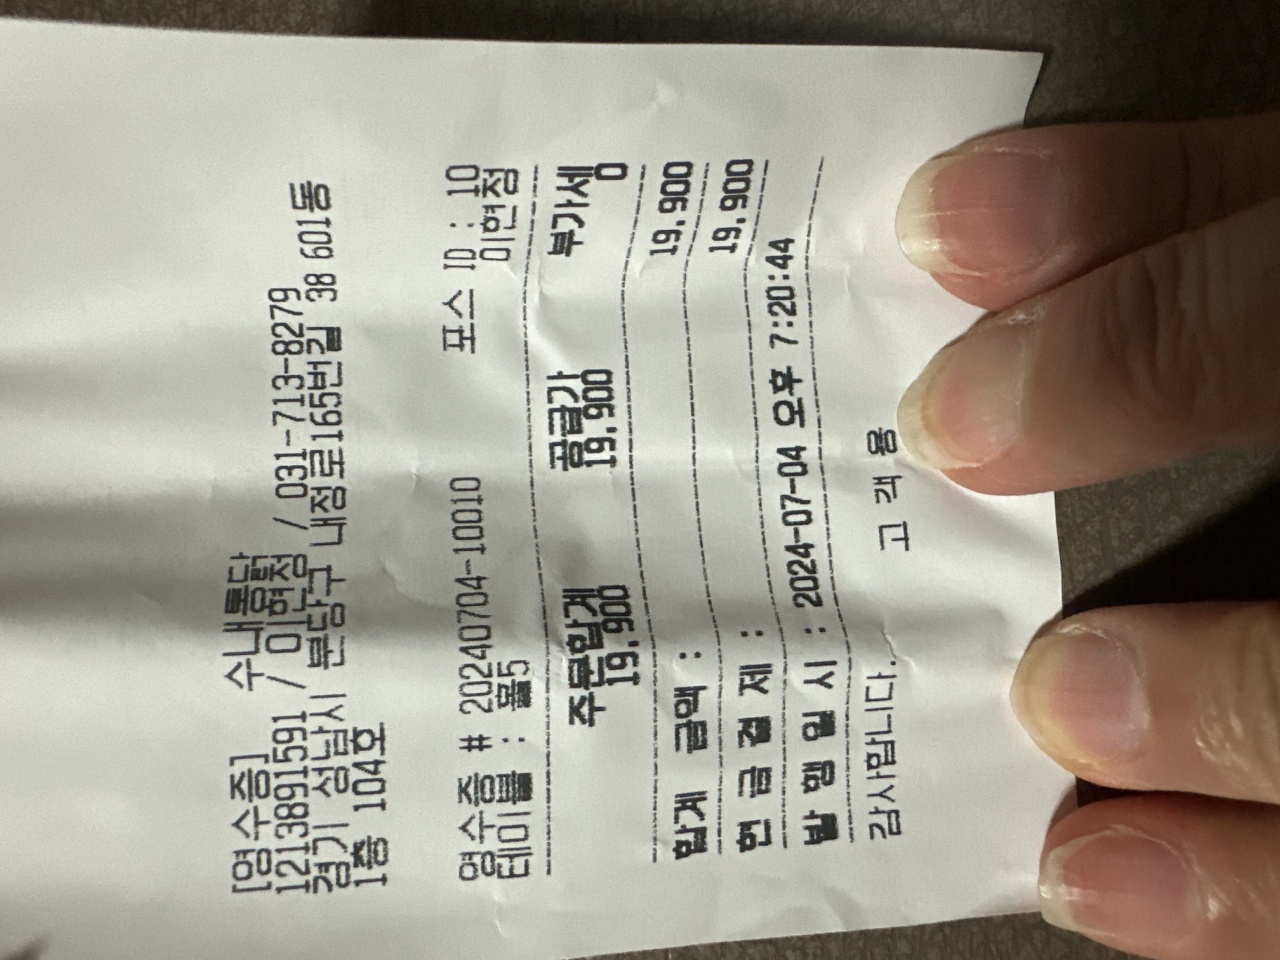 [영수증] 수내통닭
1213891591 / 이현정 / 031-713-8279
경기 성남시 분당구 내정로165번길 38 601동
1층 104호
영수증 # 20240704-10010 포스 ID : 10
테이블 : 홀5 이현정
주문합계 공급가 부가세
19,900 19,900 0
합계 금액 : 19,900
현 금 결 제 : 19,900
발 행 일 시 : 2024-07-04 오후 7:20:44
감사합니다. 고 객 용